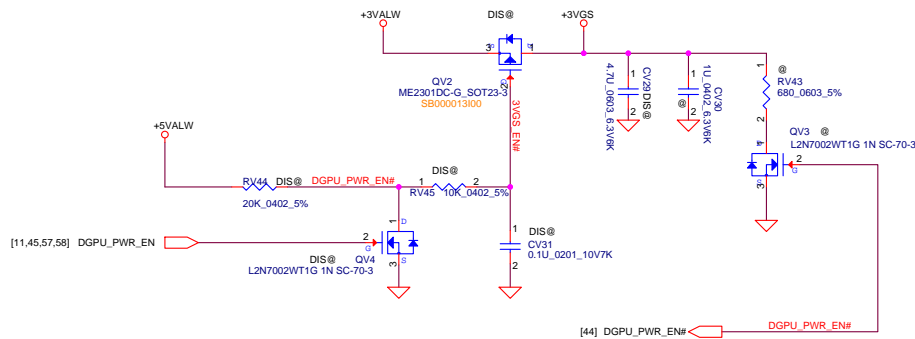 +3VALW
DIS@
+3VGS
3
1
S
D
G
2
QV2
ME2301DC-G_SOT23-3
SB000013I00
3VGS_EN#
1
2
CV29
DIS@
4.7U_0603_6.3V6K
1
2
@
CV30
1U_0402_6.3V6K
@
1
2
RV43
680_0603_5%
QV3
@
L2N7002WT1G 1N SC-70-3
1
2
G
3
+5VALW
RV44
DIS@
20K_0402_5%
DGPU_PWR_EN#
DIS@
1
2
RV45
10K_0402_5%
[11,45,57,58]
DGPU_PWR_EN
2
G
1
D
3
S
DIS@
QV4
L2N7002WT1G 1N SC-70-3
DIS@
1
2
CV31
0.1U_0201_10V7K
[44]
DGPU_PWR_EN#
DGPU_PWR_EN#